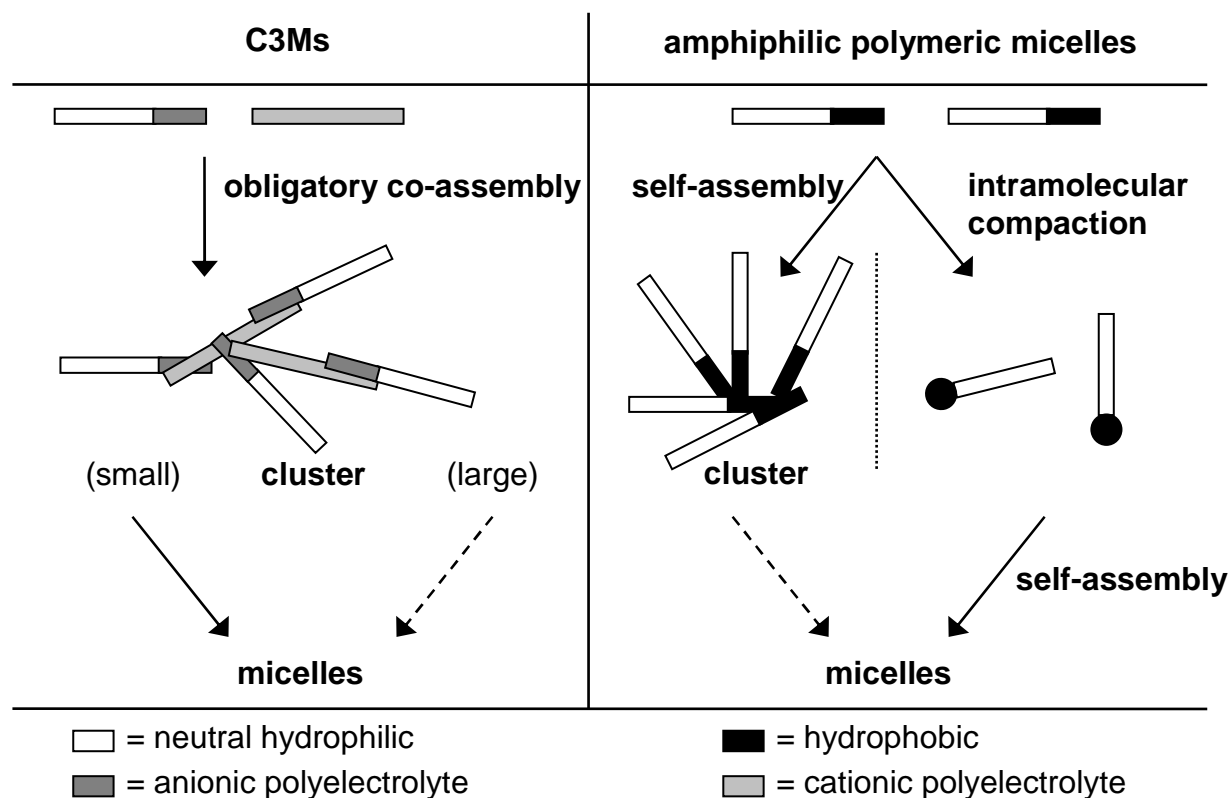 C3Ms
amphiphilic polymeric micelles
obligatory co-assembly
self-assembly
intramolecular
compaction
(small)
cluster
(large)
cluster
self-assembly
micelles
micelles
= neutral hydrophilic
= hydrophobic
= anionic polyelectrolyte
= cationic polyelectrolyte